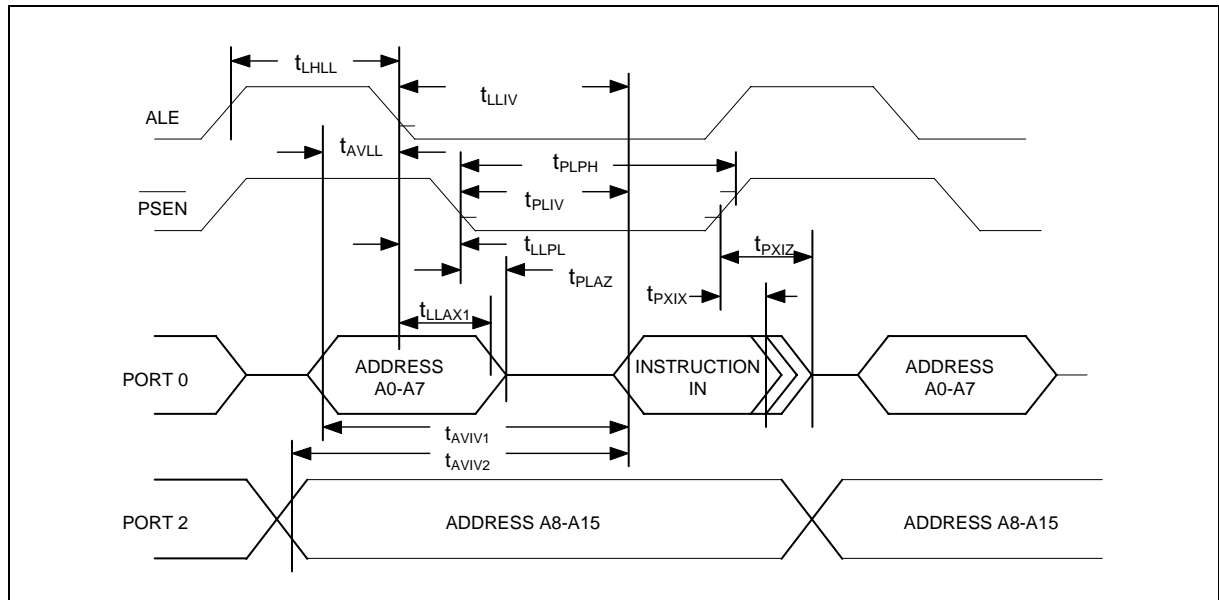 tLHLL
tLLIV
ALE
tAVLL
tPLPH
PSEN
tPLIV
tLLPL
tPXIZ
tPLAZ
tPXIX
tLLAX1
PORT 0
ADDRESS
A0-A7
INSTRUCTION
IN
ADDRESS
A0-A7
tAVIV1
tAVIV2
PORT 2
ADDRESS A8-A15
ADDRESS A8-A15